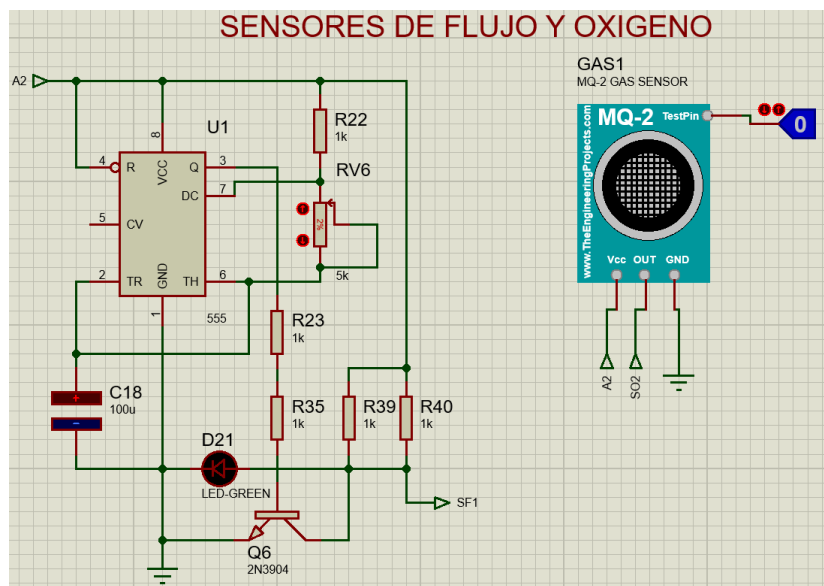 SENSORES DE FLUJO Y OXIGENO
A2
U1
8
VCC
4
R
Q
3
DC
7
5
CV
2
TR
GND
TH
6
1
555
R22
1k
RV6
2%
5k
R23
1k
C18
100u
R35
1k
R39
1k
R40
1k
D21
LED-GREEN
SF1
Q6
2N3904
GAS1
MQ-2 GAS SENSOR
MQ-2
TestPin
0
www.TheEngineeringProjects.com
Vcc OUT GND
A2
SO2